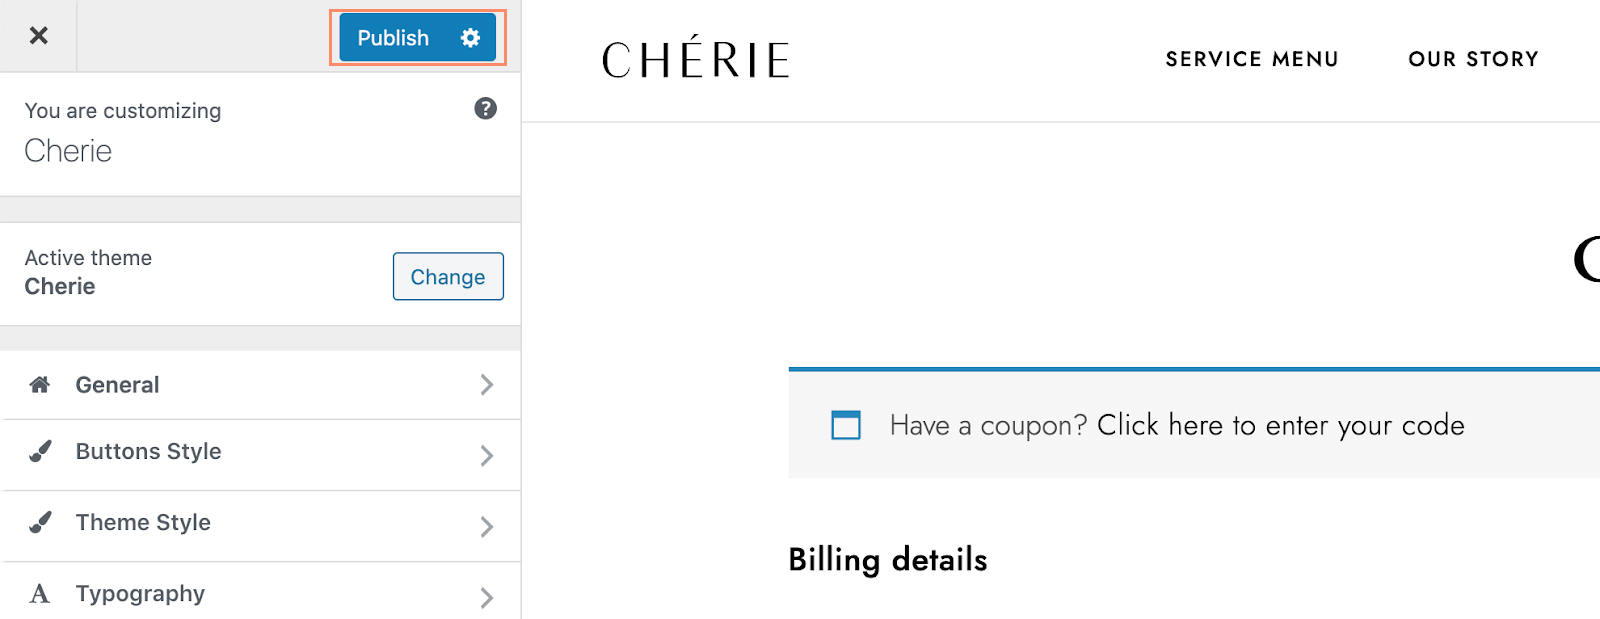 Publish
You are customizing
Cherie
Active theme
Cherie
Change
General
Buttons Style
Theme Style
Typography
CHÉRIE
SERVICE MENU
OUR STORY
Have a coupon? Click here to enter your code
Billing details